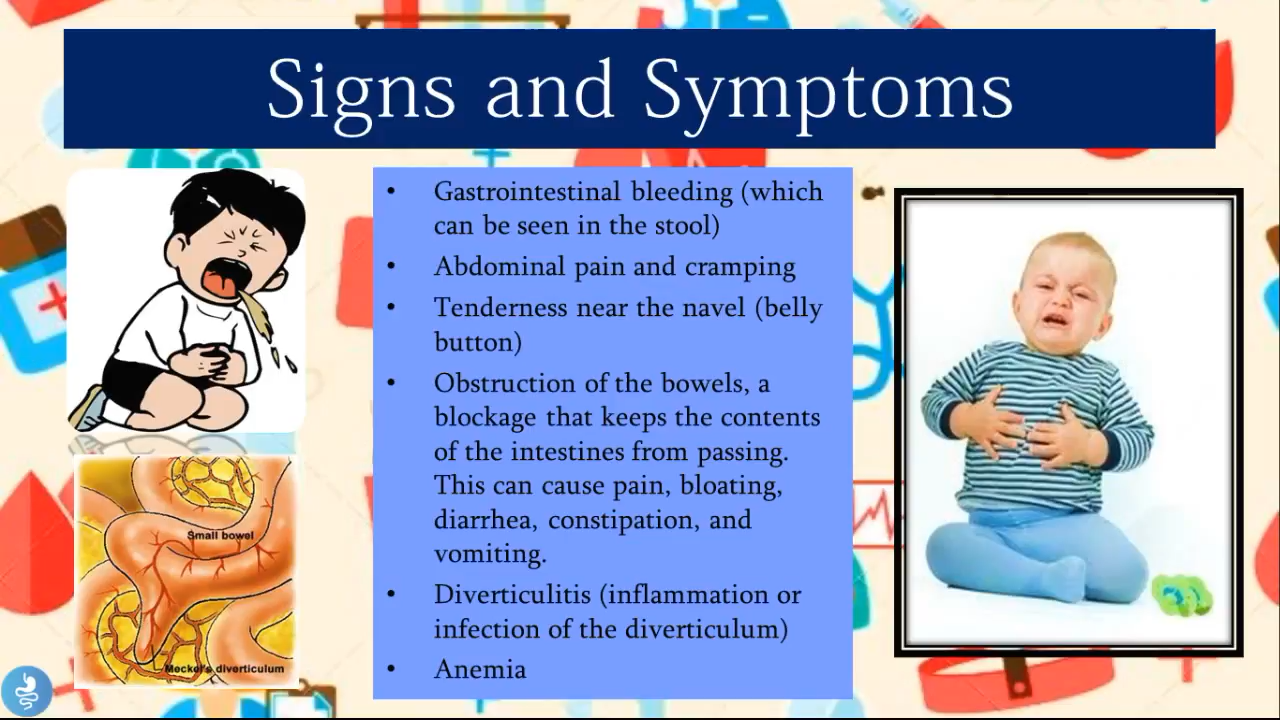 Signs and Symptoms
• Gastrointestinal bleeding (which
can be seen in the stool)
• Abdominal pain and cramping
• Tenderness near the navel (belly
button)
• Obstruction of the bowels, a
blockage that keeps the contents
of the intestines from passing.
This can cause pain, bloating,
diarrhea, constipation, and
vomiting.
• Diverticulitis (inflammation or
infection of the diverticulum)
• Anemia
Small bowel
Meckel's diverticulum